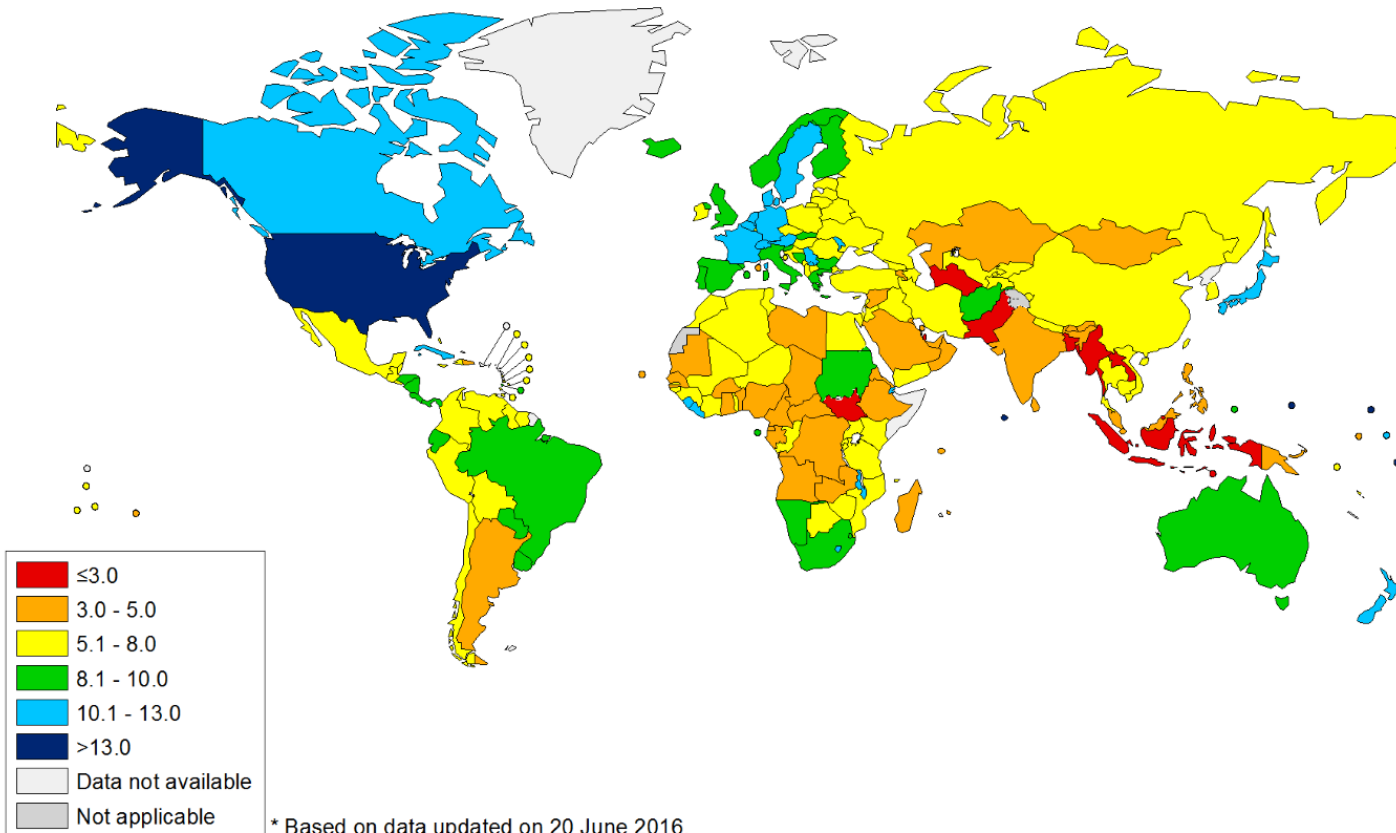 ≤3.0
3.0 - 5.0
5.1 - 8.0
8.1 - 10.0
10.1 - 13.0
>13.0
Data not available
Not applicable
* Based on data updated on 20 June 2016